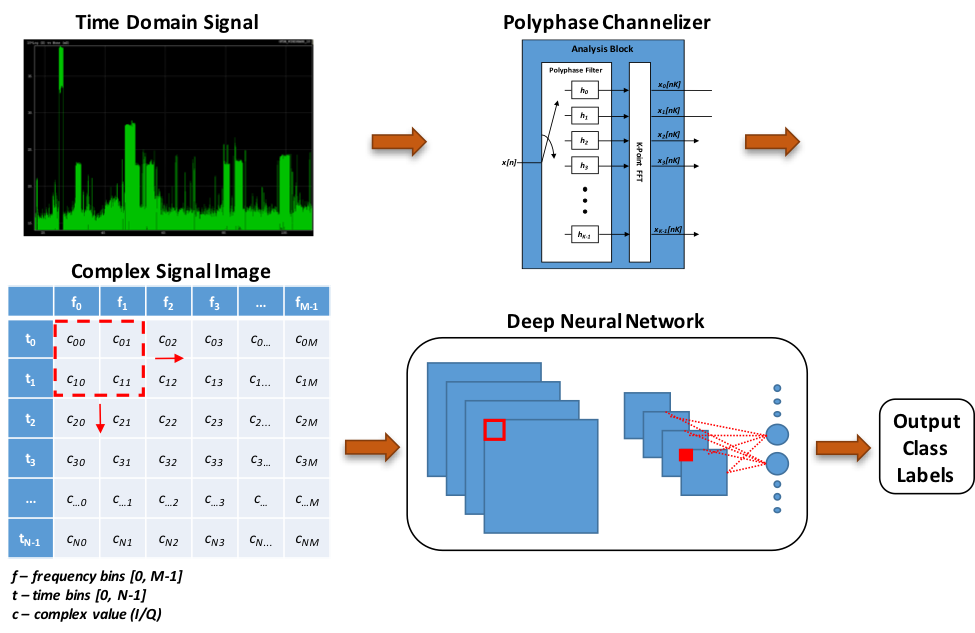 Time Domain Signal
Polyphase Channelizer
Analysis Block
Polyphase Filter
h0
h1
h2
h3
hK-1
x[n]
K-Point FFT
x0[nK]
x1[nK]
x2[nK]
x3[nK]
xK-1[nK]
Complex Signal Image
f0 f1 f2 f3 ... fM-1
t0 c00 c01 c02 c03 c0... c0M
t1 c10 c11 c12 c13 c1... c1M
t2 c20 c21 c22 c23 c2... c2M
t3 c30 c31 c32 c33 c3... c3M
... c...0 c...1 c...2 c...3 c... c...M
tN-1 cN0 cN1 cN2 cN3 cN... cNM
f – frequency bins [0, M-1]
t – time bins [0, N-1]
c – complex value (I/Q)
Deep Neural Network
Output
Class
Labels